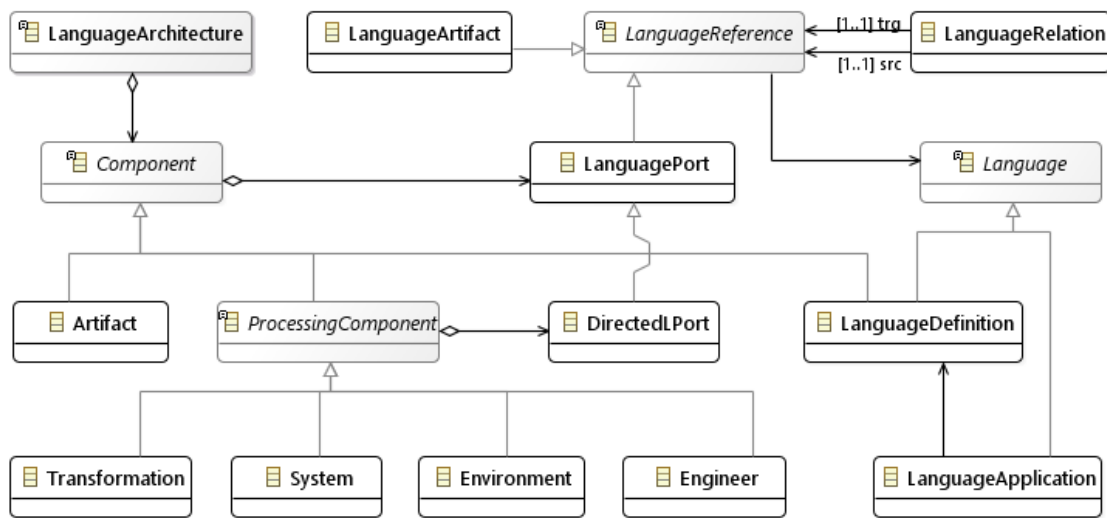 LanguageArchitecture
LanguageArtifact
LanguageReference
[1..1] trg
LanguageRelation
[1..1] src
Component
LanguagePort
Language
Artifact
ProcessingComponent
DirectedLPort
LanguageDefinition
Transformation
System
Environment
Engineer
LanguageApplication